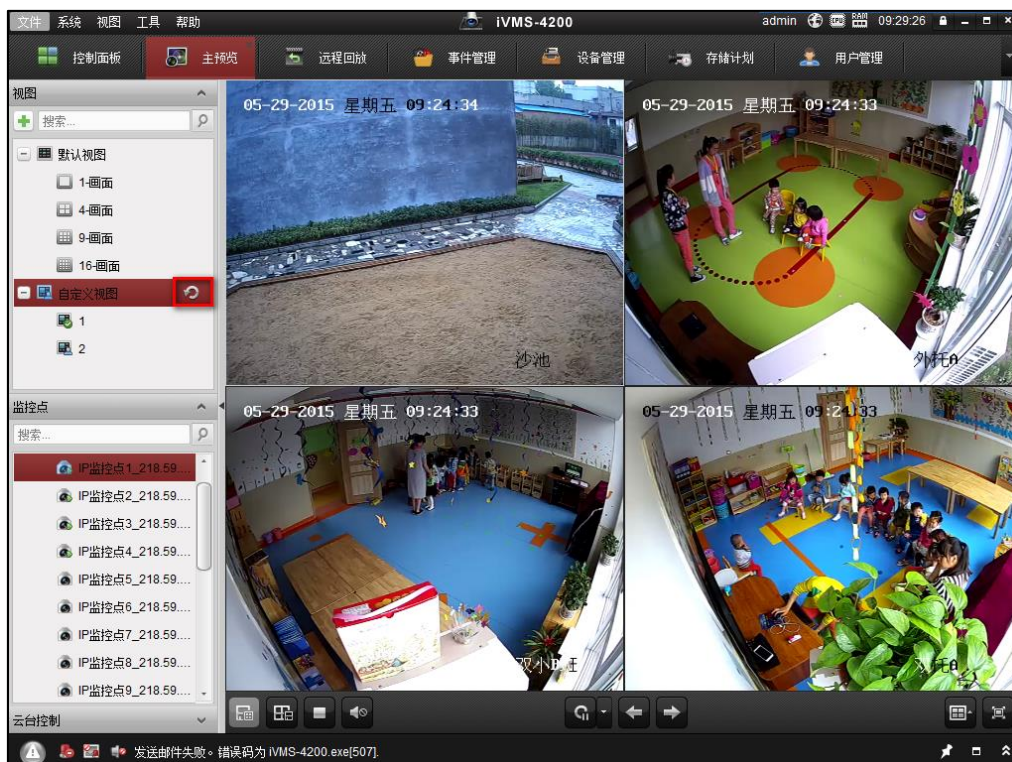 文件 系统 视图 工具 帮助 iVMS-4200 admin CPU RAM 09:29:26
控制面板 主预览 远程回放 事件管理 设备管理 存储计划 用户管理
视图
搜索...
默认视图
1-画面
4-画面
9-画面
16-画面
自定义视图
1
2
监控点
搜索...
IP监控点1_218.59....
IP监控点2_218.59....
IP监控点3_218.59....
IP监控点4_218.59....
IP监控点5_218.59....
IP监控点6_218.59....
IP监控点7_218.59....
IP监控点8_218.59....
IP监控点9_218.59....
云台控制
05-29-2015 星期五 09:24:34
沙池
05-29-2015 星期五 09:24:33
外托A
05-29-2015 星期五 09:24:33
双小B班
05-29-2015 星期五 09:24:33
托A
发送邮件失败。错误码为 iVMS-4200.exe[507].